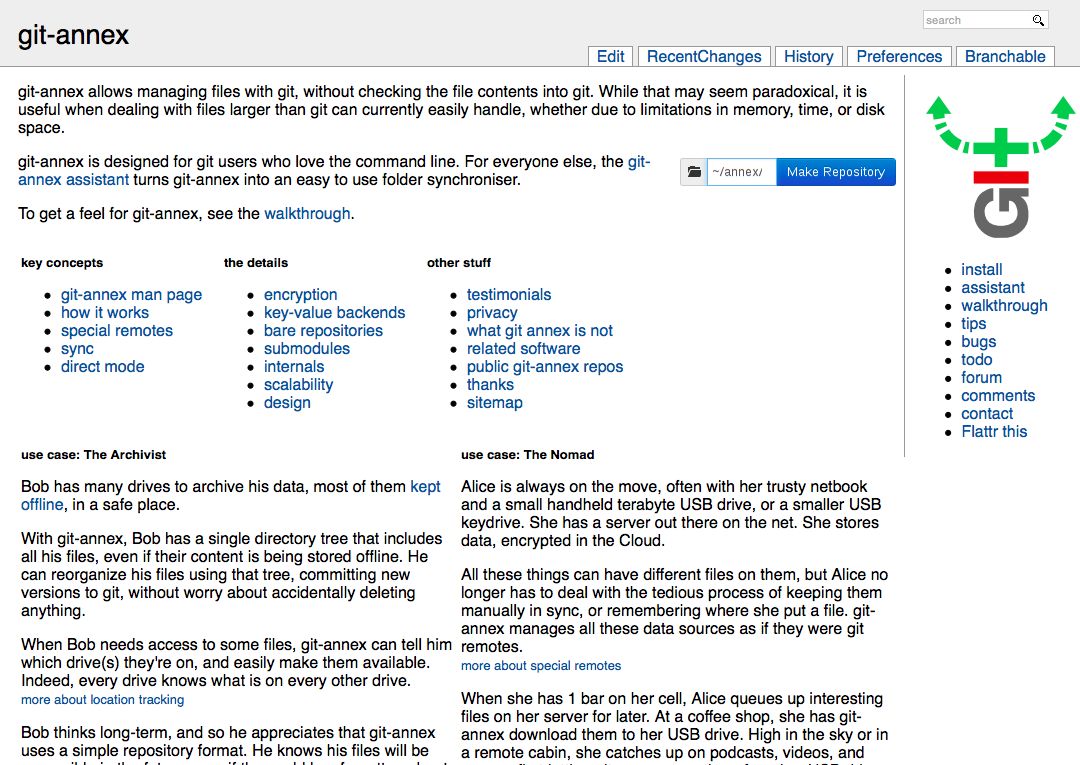 search
git-annex
Edit
RecentChanges
History
Preferences
Branchable
git-annex allows managing files with git, without checking the file contents into git. While that may seem paradoxical, it is
useful when dealing with files larger than git can currently easily handle, whether due to limitations in memory, time, or disk
space.
git-annex is designed for git users who love the command line. For everyone else, the git-
annex assistant turns git-annex into an easy to use folder synchroniser.
~/annex/
Make Repository
To get a feel for git-annex, see the walkthrough.
key concepts
git-annex man page
how it works
special remotes
sync
direct mode
the details
encryption
key-value backends
bare repositories
submodules
internals
scalability
design
other stuff
testimonials
privacy
what git annex is not
related software
public git-annex repos
thanks
sitemap
use case: The Archivist
Bob has many drives to archive his data, most of them kept
offline, in a safe place.
With git-annex, Bob has a single directory tree that includes
all his files, even if their content is being stored offline. He
can reorganize his files using that tree, committing new
versions to git, without worry about accidentally deleting
anything.
When Bob needs access to some files, git-annex can tell him
which drive(s) they're on, and easily make them available.
Indeed, every drive knows what is on every other drive.
more about location tracking
Bob thinks long-term, and so he appreciates that git-annex
uses a simple repository format. He knows his files will be
use case: The Nomad
Alice is always on the move, often with her trusty netbook
and a small handheld terabyte USB drive, or a smaller USB
keydrive. She has a server out there on the net. She stores
data, encrypted in the Cloud.
All these things can have different files on them, but Alice no
longer has to deal with the tedious process of keeping them
manually in sync, or remembering where she put a file. git-
annex manages all these data sources as if they were git
remotes.
more about special remotes
When she has 1 bar on her cell, Alice queues up interesting
files on her server for later. At a coffee shop, she has git-
annex download them to her USB drive. High in the sky or in
a remote cabin, she catches up on podcasts, videos, and
git
install
assistant
walkthrough
tips
bugs
todo
forum
comments
contact
Flattr this